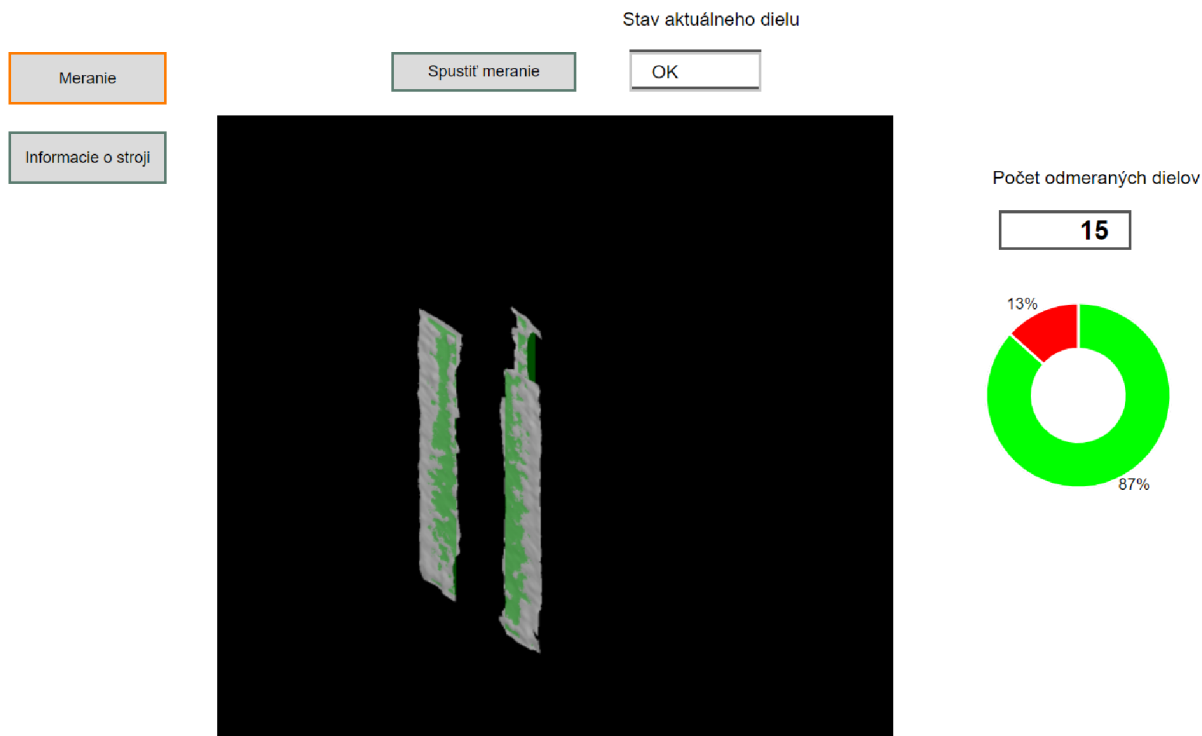 Stav aktuálneho dielu
Meranie
Spustiť meranie
OK
Informacie o stroji
Počet odmeraných dielov
15
13%
87%